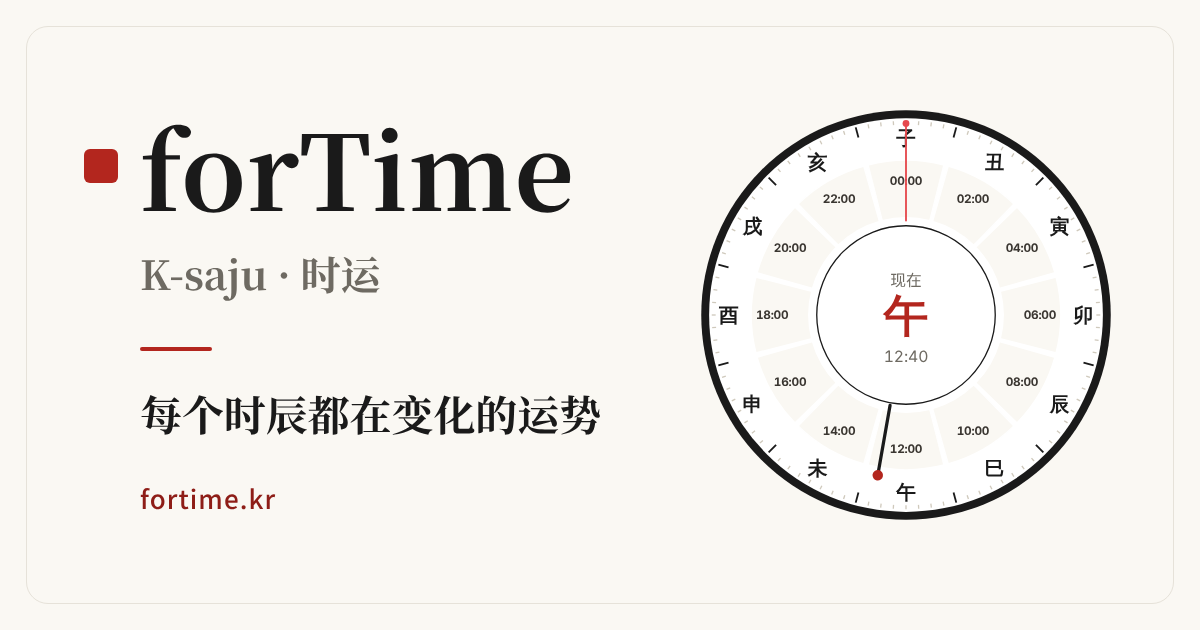 forTime
K-saju · 时运
每个时辰都在变化的运势
fortime.kr
子
丑
寅
卯
辰
巳
午
未
申
酉
戌
亥
00:00
02:00
04:00
06:00
08:00
10:00
12:00
14:00
16:00
18:00
20:00
22:00
现在
午
12:40